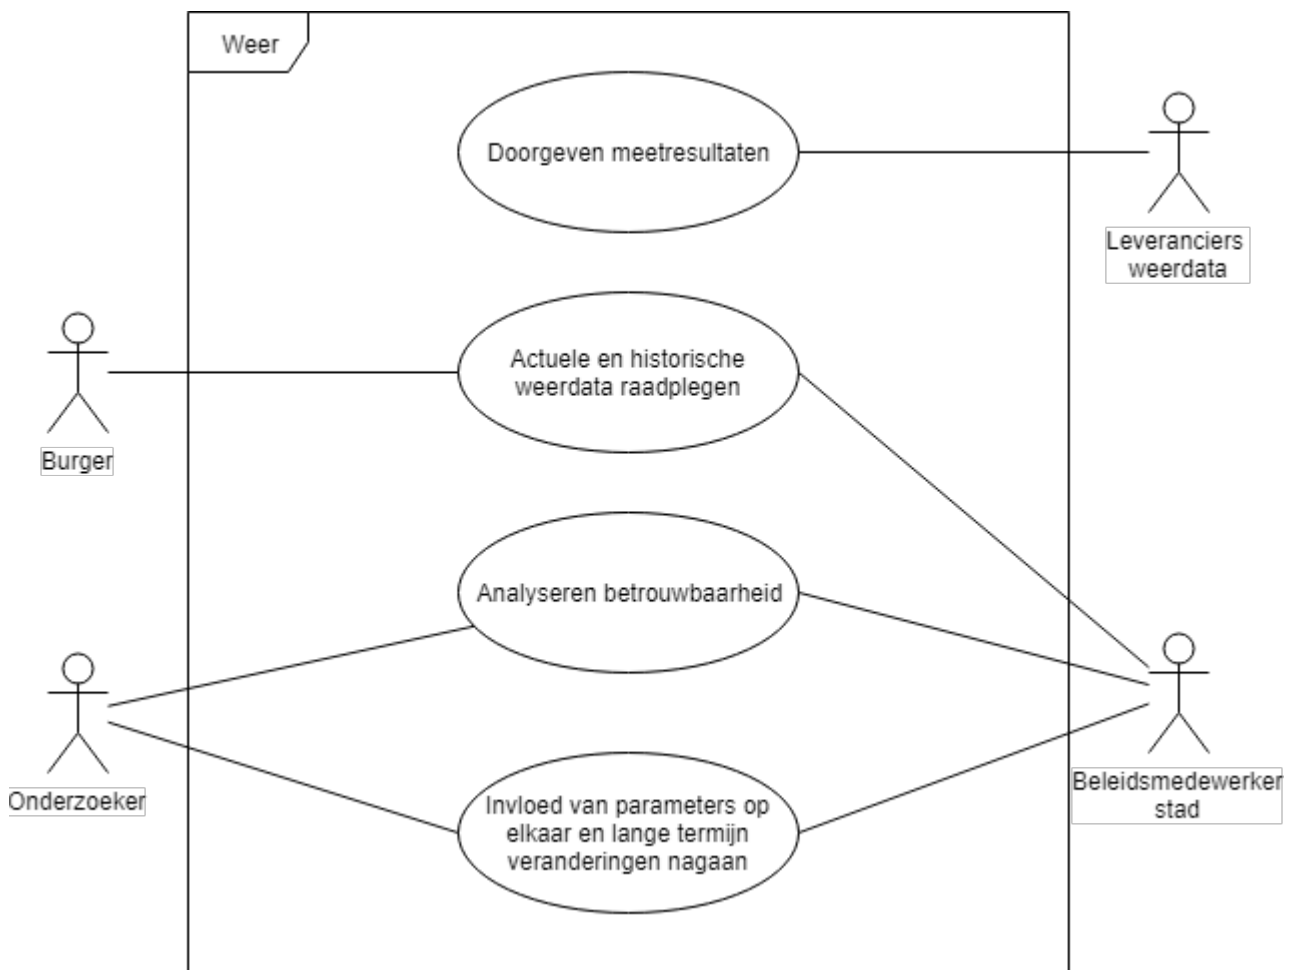 Weer
Doorgeven meetresultaten
Leveranciers
weerdata
Actuele en historische
weerdata raadplegen
Burger
Analyseren betrouwbaarheid
Onderzoeker
Beleidsmedewerker
stad
Invloed van parameters op
elkaar en lange termijn
veranderingen nagaan